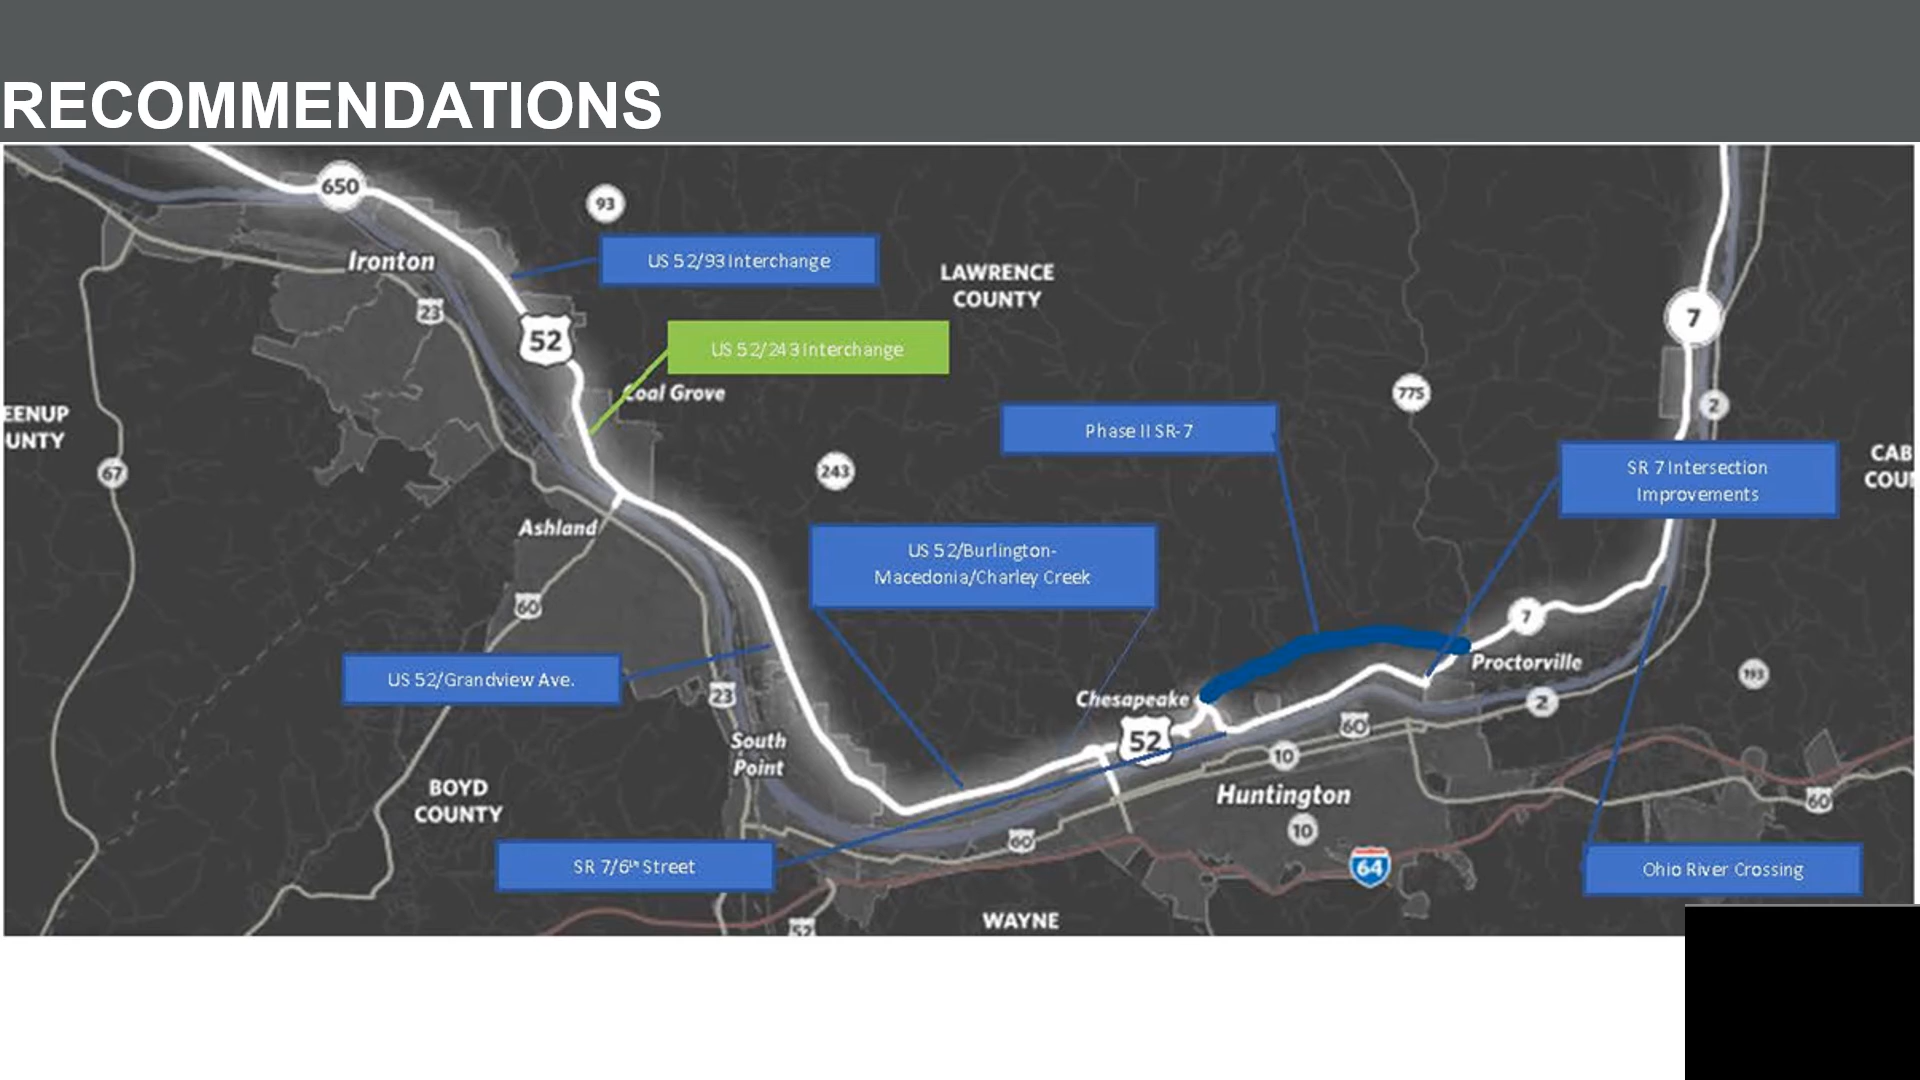 RECOMMENDATIONS
650
93
Ironton
US 52/93 Interchange
LAWRENCE
COUNTY
23
52
7
US 52/243 Interchange
Coal Grove
775
2
EENUP
UNTY
Phase II SR-7
CAB
COU
67
243
SR 7 Intersection
Improvements
Ashland
US 52/Burlington-
Macedonia/Charley Creek
60
7
US 52/Grandview Ave.
Proctorville
193
23
Chesapeake
2
South
Point
52
60
10
BOYD
COUNTY
Huntington
60
10
60
SR 7/6th Street
64
Ohio River Crossing
WAYNE
52